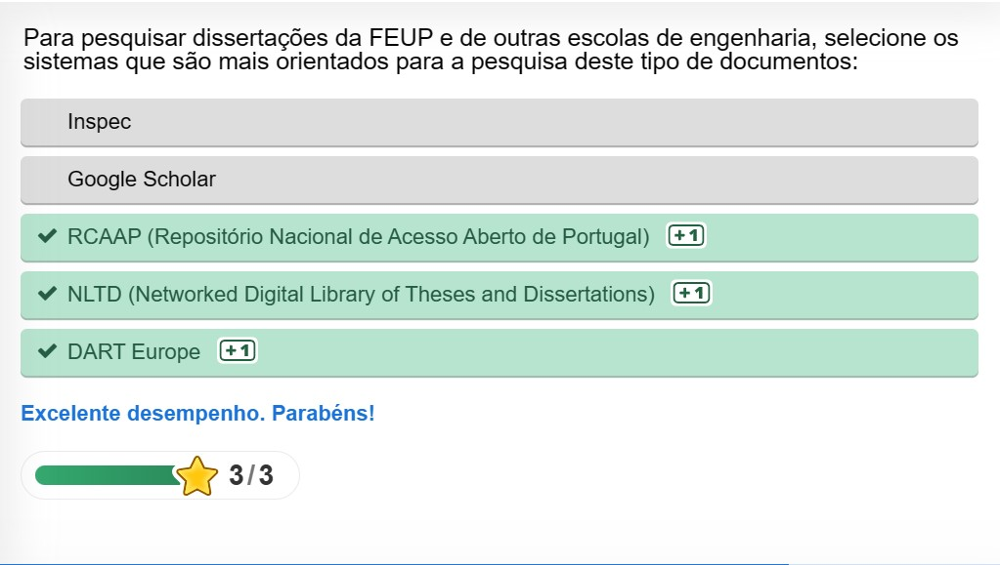 Para pesquisar dissertações da FEUP e de outras escolas de engenharia, selecione os
sistemas que são mais orientados para a pesquisa deste tipo de documentos:
Inspec
Google Scholar
RCAAP (Repositório Nacional de Acesso Aberto de Portugal) +1
NLTD (Networked Digital Library of Theses and Dissertations) +1
DART Europe +1
Excelente desempenho. Parabéns!
3/3